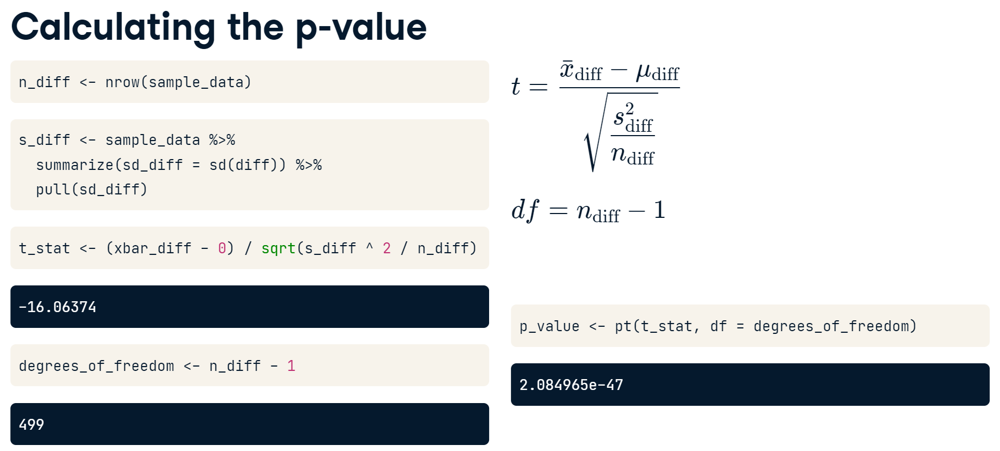 Calculating the p-value
n_diff <- nrow(sample_data)
s_diff <- sample_data %>%
  summarize(sd_diff = sd(diff)) %>%
  pull(sd_diff)
t_stat <- (xbar_diff - 0) / sqrt(s_diff ^ 2 / n_diff)
-16.06374
degrees_of_freedom <- n_diff - 1
499
t = \frac{\bar{x}_{\text{diff}} - \mu_{\text{diff}}}{\sqrt{\frac{s^2_{\text{diff}}}{n_{\text{diff}}}}}
df = n_{\text{diff}} - 1
p_value <- pt(t_stat, df = degrees_of_freedom)
2.084965e-47